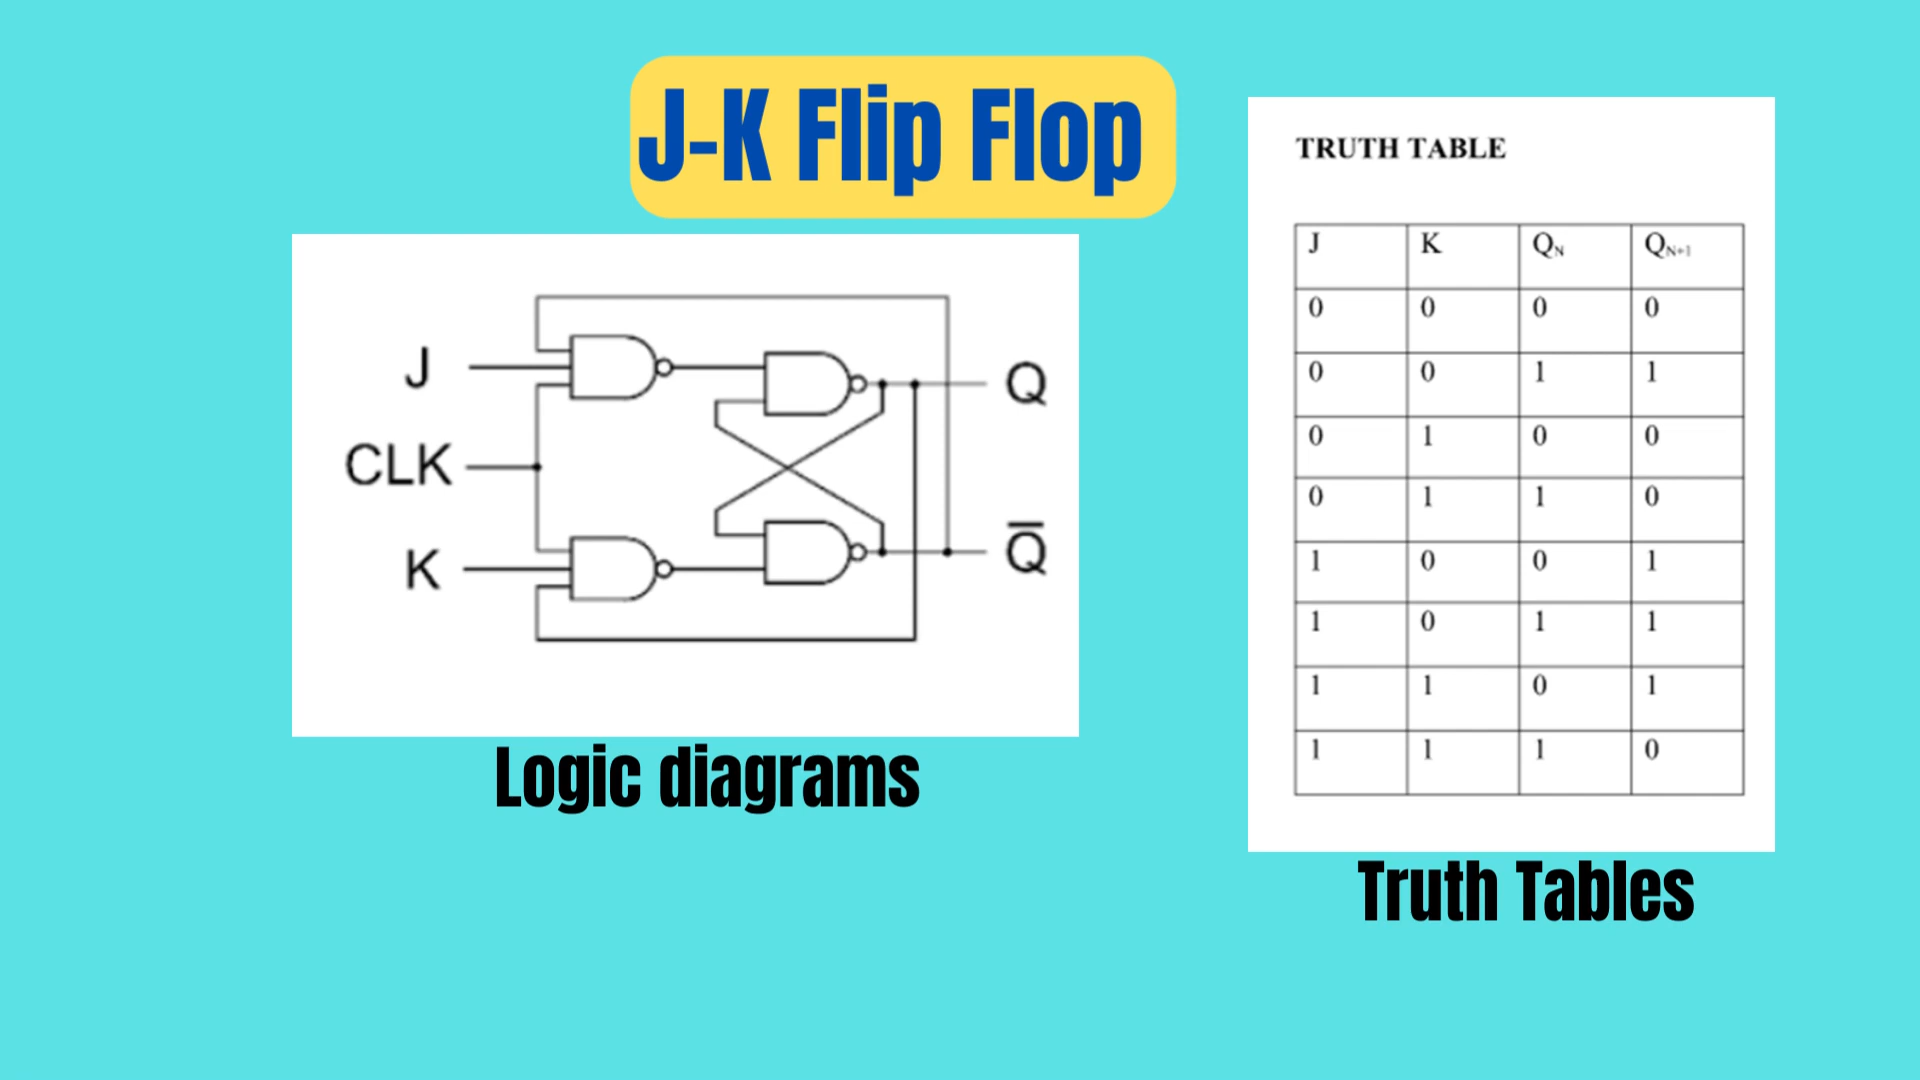 J-K Flip Flop
J
CLK
K
Q
Q̅
Logic diagrams
TRUTH TABLE
J K Q_N Q_N+1
0 0 0 0
0 0 1 1
0 1 0 0
0 1 1 0
1 0 0 1
1 0 1 1
1 1 0 1
1 1 1 0
Truth Tables